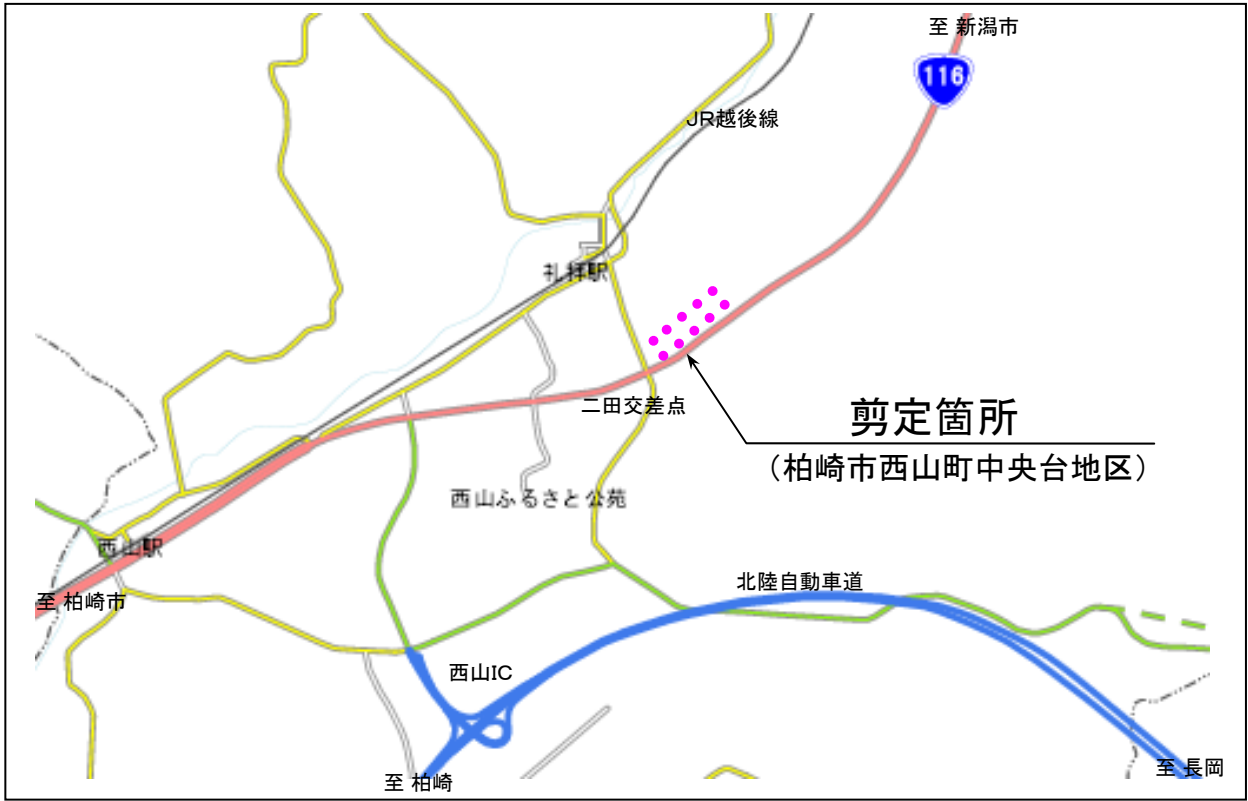 至 新潟市
116
JR越後線
礼拝駅
二田交差点
剪定箇所
（柏崎市西山町中央台地区）
西山ふるさと公苑
西山駅
至 柏崎市
北陸自動車道
西山IC
至 柏崎
至 長岡